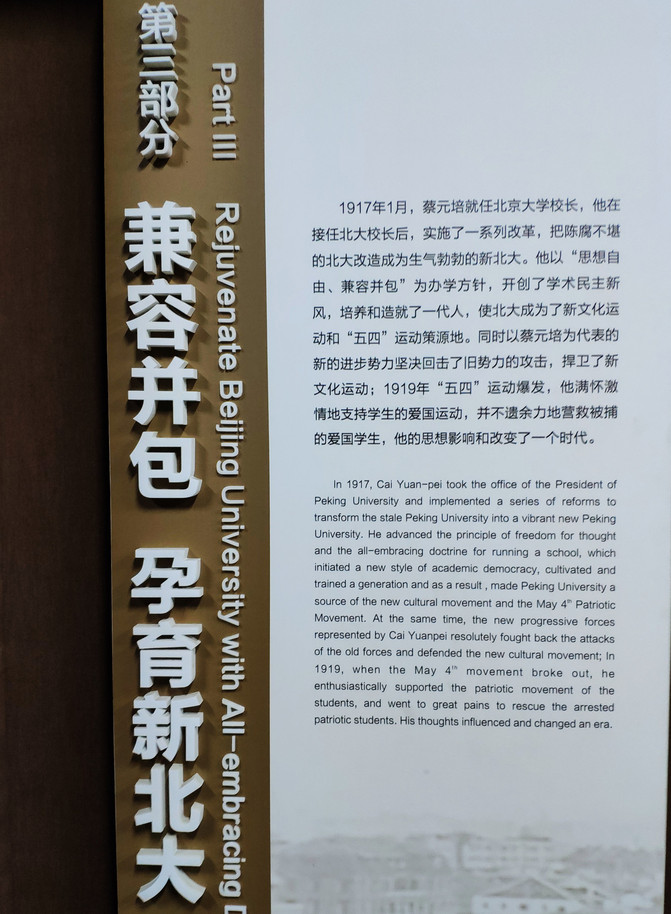 第三部分
兼容并包 孕育新北大
Part III
Rejuvenate Beijing University with All-embracing
1917年1月，蔡元培就任北京大学校长，他在
接任北大校长后，实施了一系列改革，把陈腐不堪
的北大改造成为生气勃勃的新北大。他以“思想自
由、兼容并包”为办学方针，开创了学术民主新
风，培养和造就了一代人，使北大成为了新文化运
动和“五四”运动策源地。同时以蔡元培为代表的
新的进步势力坚决回击了旧势力的攻击，捍卫了新
文化运动；1919年“五四”运动爆发，他满怀激
情地支持学生的爱国运动，并不遗余力地营救被捕
的爱国学生，他的思想影响和改变了一个时代。
In 1917, Cai Yuan-pei took the office of the President of
Peking University and implemented a series of reforms to
transform the stale Peking University into a vibrant new Peking
University. He advanced the principle of freedom for thought
and the all-embracing doctrine for running a school, which
initiated a new style of academic democracy, cultivated and
trained a generation and as a result , made Peking University a
source of the new cultural movement and the May 4th Patriotic
Movement. At the same time, the new progressive forces
represented by Cai Yuanpei resolutely fought back the attacks
of the old forces and defended the new cultural movement; In
1919, when the May 4th movement broke out, he
enthusiastically supported the patriotic movement of the
students, and went to great pains to rescue the arrested
patriotic students. His thoughts influenced and changed an era.